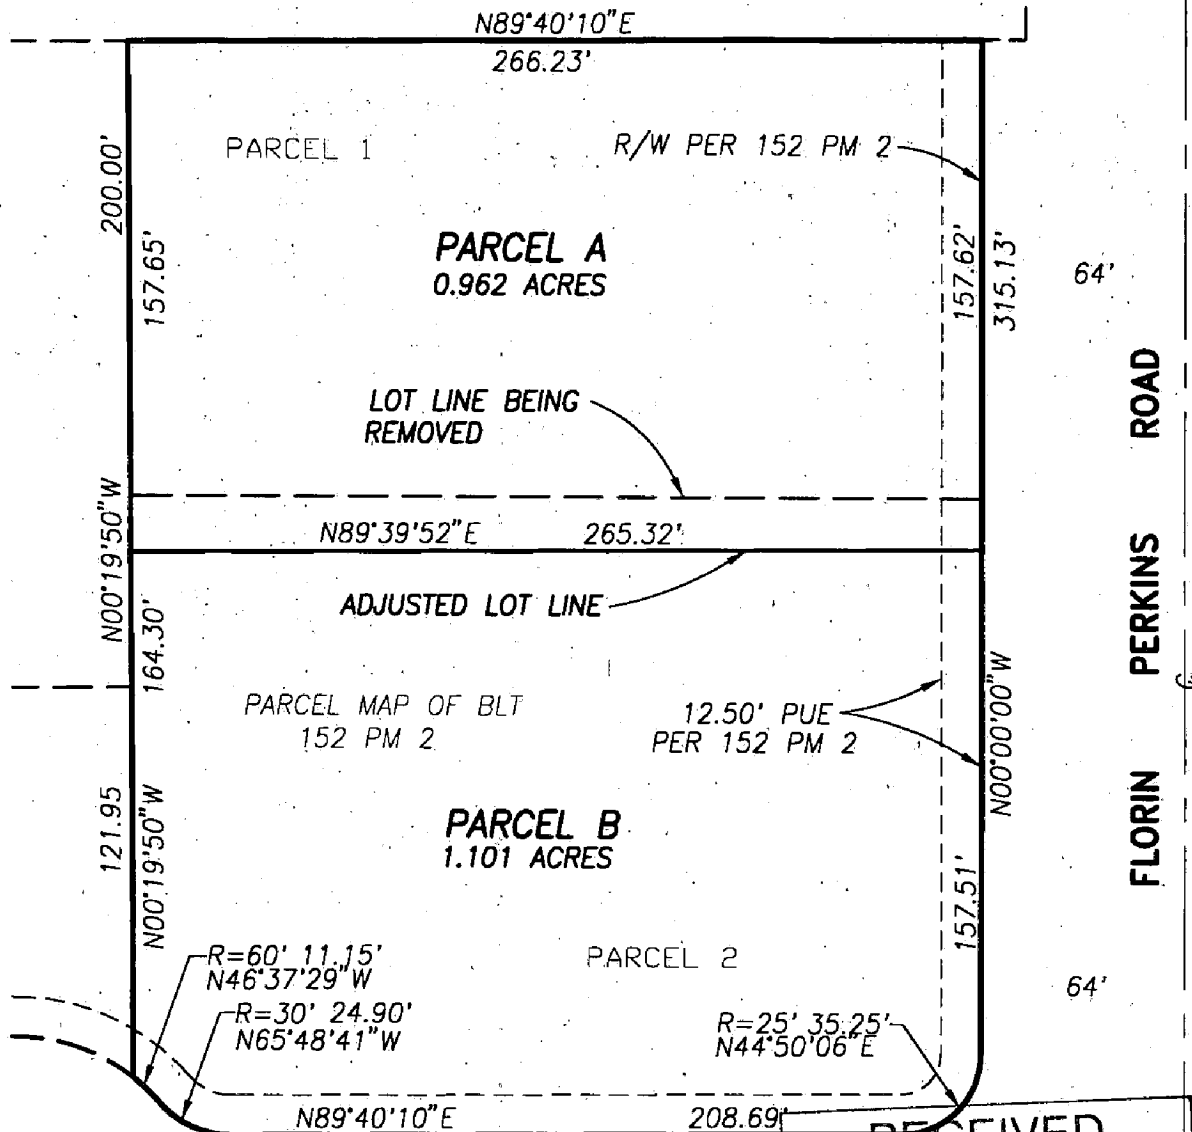 N89°40'10"E
266.23'
PARCEL 1
R/W PER 152 PM 2
200.00'
157.65'
PARCEL A
0.962 ACRES
157.62'
315.13'
64'
LOT LINE BEING
REMOVED
N89°39'52"E 265.32'
N00°19'50"W
ADJUSTED LOT LINE
164.30'
PARCEL MAP OF BLT
152 PM 2
12.50' PUE
PER 152 PM 2
N00°00'00"W
FLORIN PERKINS ROAD
121.95
N00°19'50"W
PARCEL B
1.101 ACRES
157.51'
PARCEL 2
R=60' 11.15'
N46°37'29"W
R=30' 24.90'
N65°48'41"W
R=25' 35.25'
N44°50'06"E
64'
N89°40'10"E 208.69'
RECEIVED